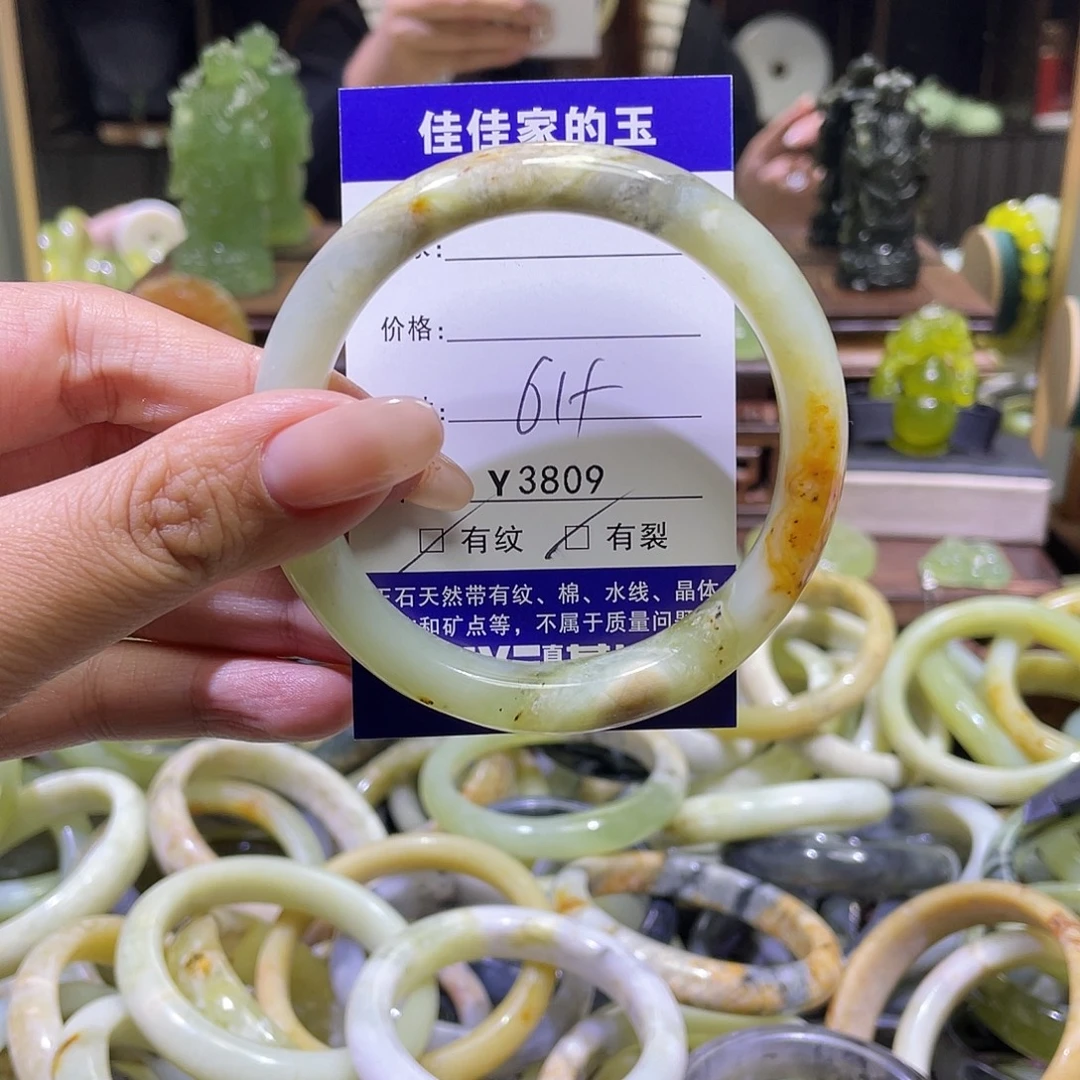 佳佳家的玉
价格:
61f
Y3809
□ 有纹 □ 有裂
石天然带有纹、棉、水线、晶体
和矿点等，不属于质量问题